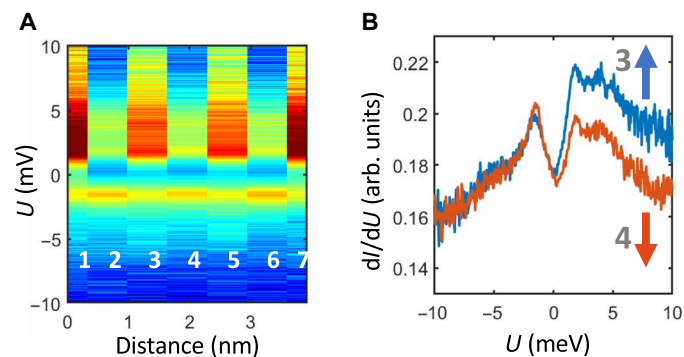 A
U (mV)
10
5
0
−5
−10
1 2 3 4 5 6 7
0 1 2 3
Distance (nm)
B
dI/dU (arb. units)
0.22
0.2
0.18
0.16
0.14
3
4
−10 −5 0 5 10
U (meV)